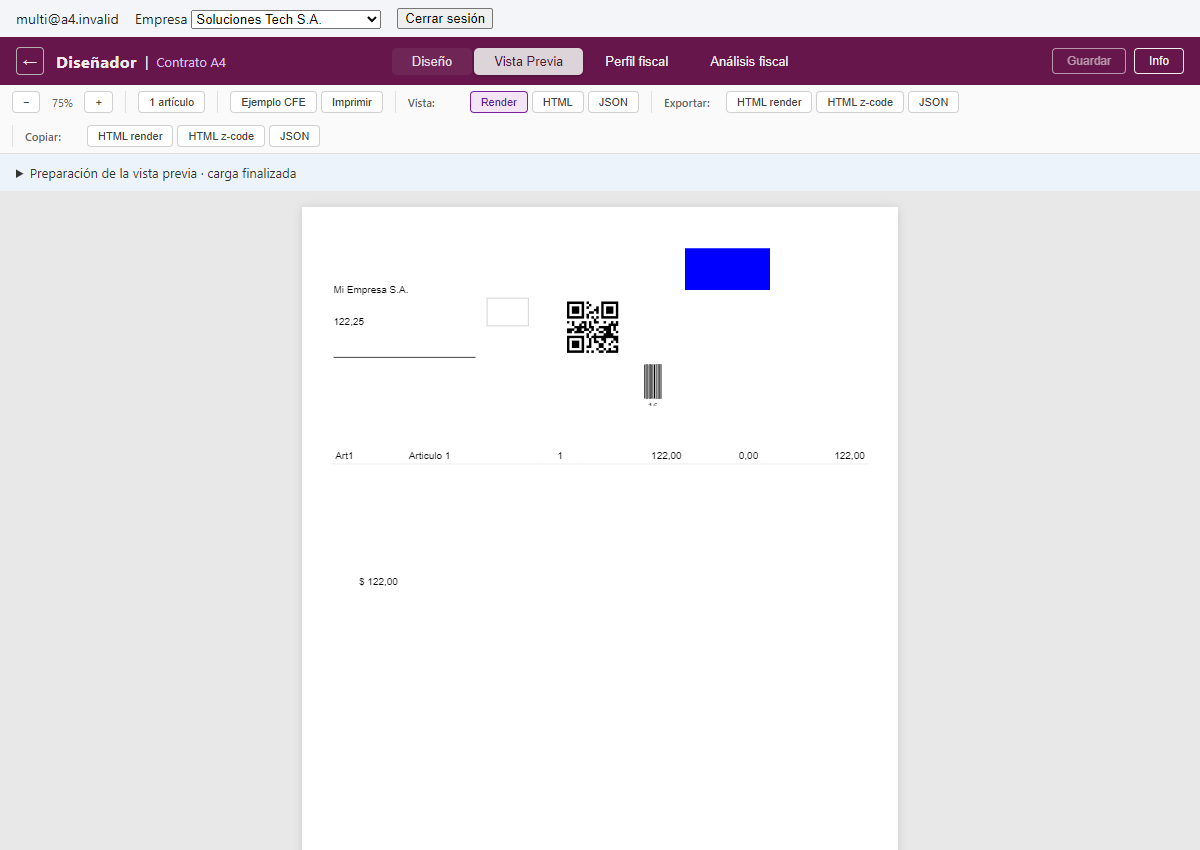 multi@a4.invalid Empresa Soluciones Tech S.A. Cerrar sesión
← Diseñador | Contrato A4 Diseño Vista Previa Perfil fiscal Análisis fiscal Guardar Info
− 75% + 1 artículo Ejemplo CFE Imprimir Vista: Render HTML JSON Exportar: HTML render HTML z-code JSON
Copiar: HTML render HTML z-code JSON
▶ Preparación de la vista previa · carga finalizada
Mi Empresa S.A.
122,25
Art1 Articulo 1 1 122,00 0,00 122,00
$ 122,00